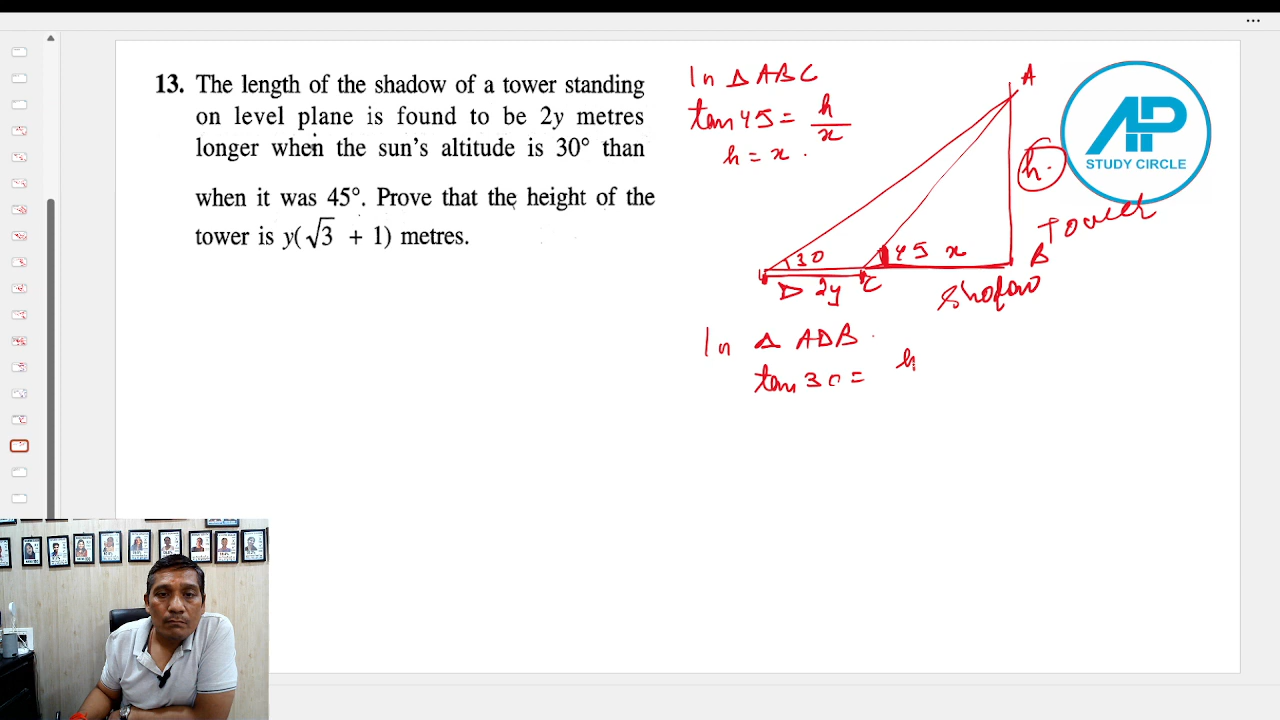 13. The length of the shadow of a tower standing
on level plane is found to be 2y metres
longer when the sun's altitude is 30° than
when it was 45°. Prove that the height of the
tower is y(√3 + 1) metres.
In △ ABC
tan 45 = h/x
h = x .
A
h.
AP
STUDY CIRCLE
Tower
30
45 x
B
D 2y C
In △ ADB .
tan 30 = h